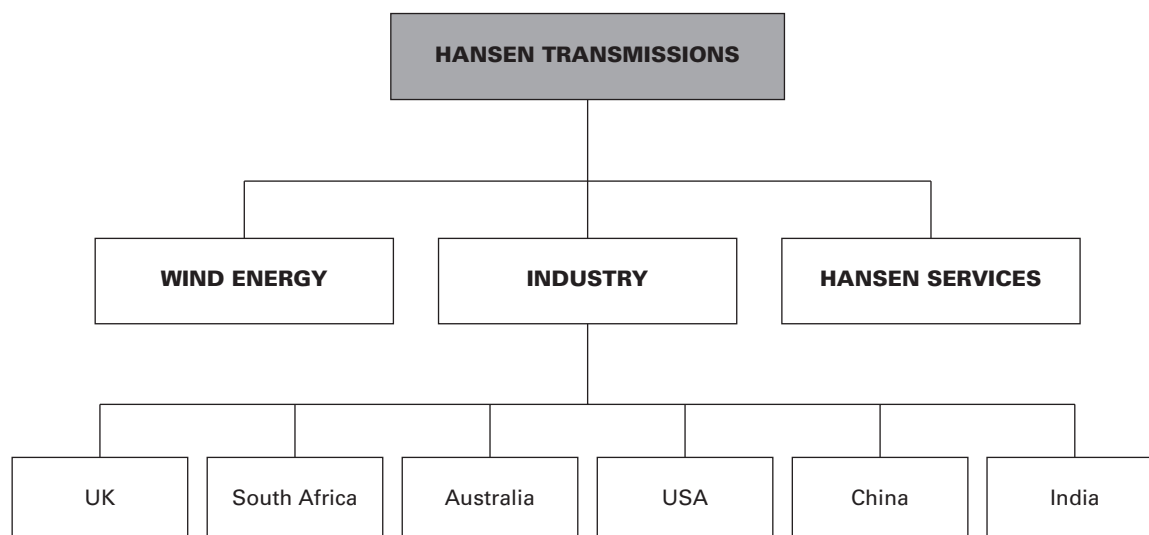 HANSEN TRANSMISSIONS
WIND ENERGY
INDUSTRY
HANSEN SERVICES
UK
South Africa
Australia
USA
China
India